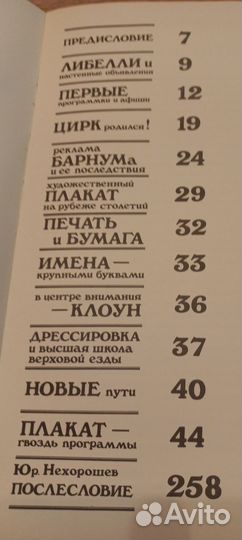 ПРЕДИСЛОВИЕ 7
ЛИБЕЛЛИ и
настенные объявления 9
ПЕРВЫЕ
программки и афиши 12
ЦИРК родился! 19
реклама
БАРНУМа
и ее последствия 24
художественный
ПЛАКАТ
на рубеже столетий 29
ПЕЧАТЬ
и БУМАГА 32
ИМЕНА —
крупными буквами 33
в центре внимания
— КЛОУН 36
ДРЕССИРОВКА
и высшая школа
верховой езды 37
НОВЫЕ пути 40
ПЛАКАТ —
гвоздь программы 44
Юр. Нехорошев
ПОСЛЕСЛОВИЕ 258
Avito